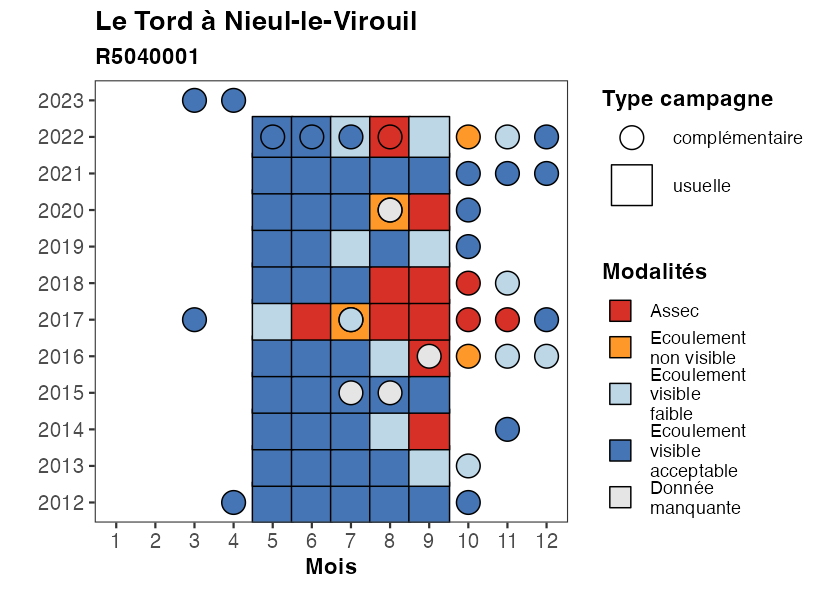 Le Tord à Nieul-le-Virouil
R5040001
2023
2022
2021
2020
2019
2018
2017
2016
2015
2014
2013
2012
1 2 3 4 5 6 7 8 9 10 11 12
Mois
Type campagne
complémentaire
usuelle
Modalités
Assec
Ecoulement
non visible
Ecoulement
visible
faible
Ecoulement
visible
acceptable
Donnée
manquante